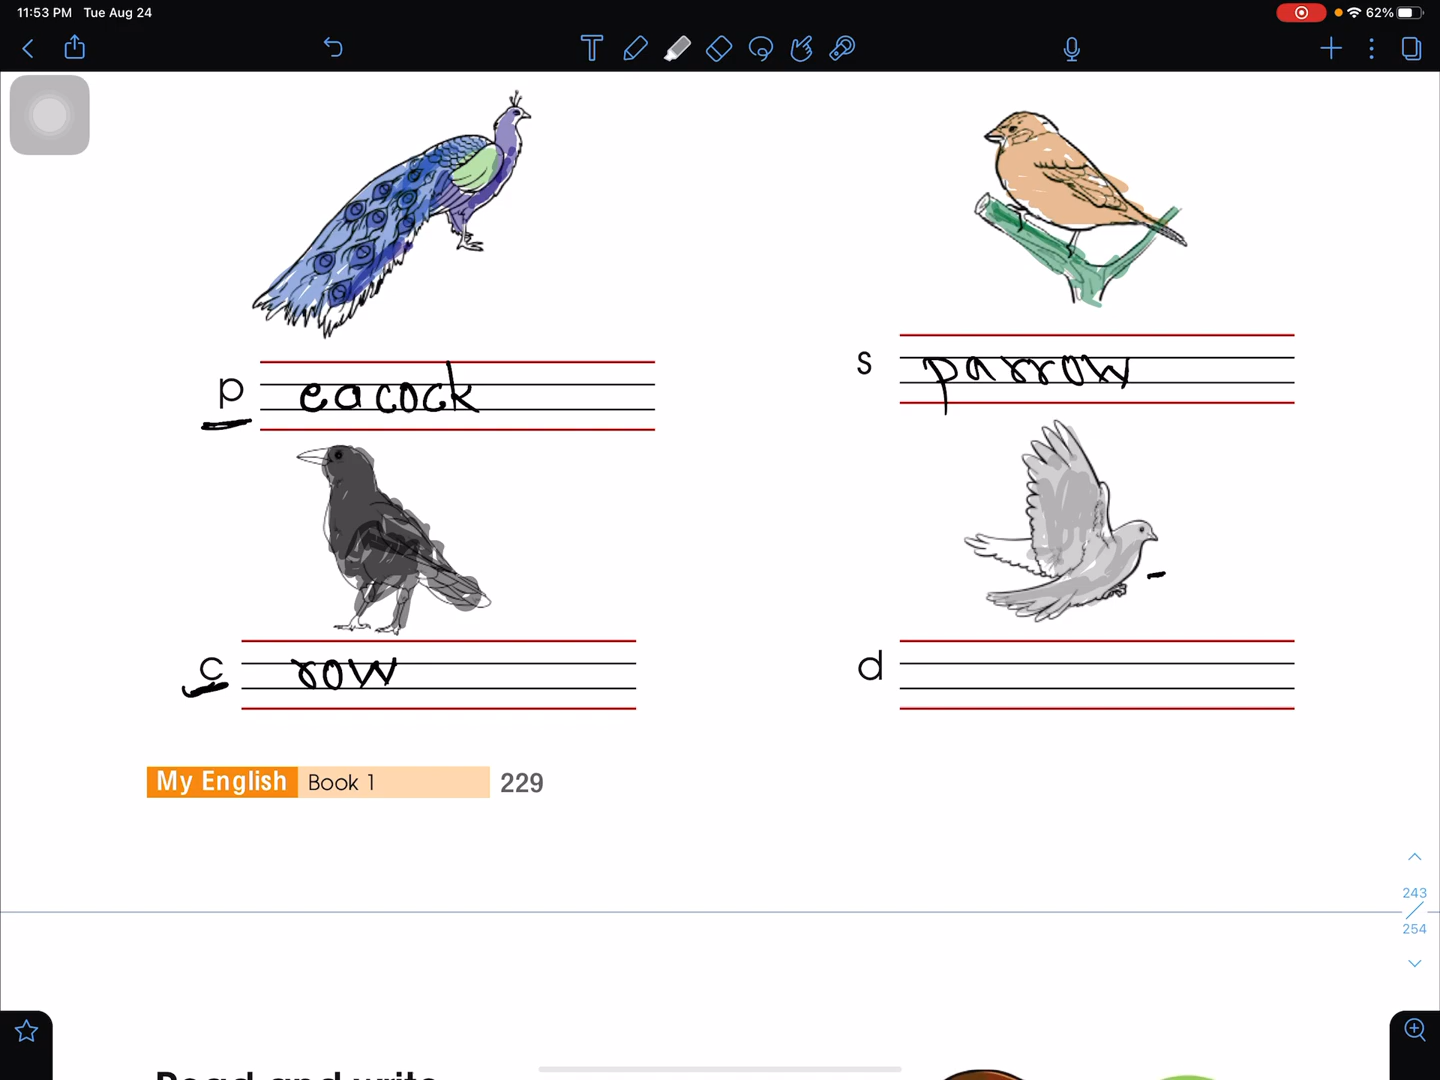 11:53 PM Tue Aug 24
62%
p eacock
s parrow
c row
d
My English Book 1 229
243
254
Read and write